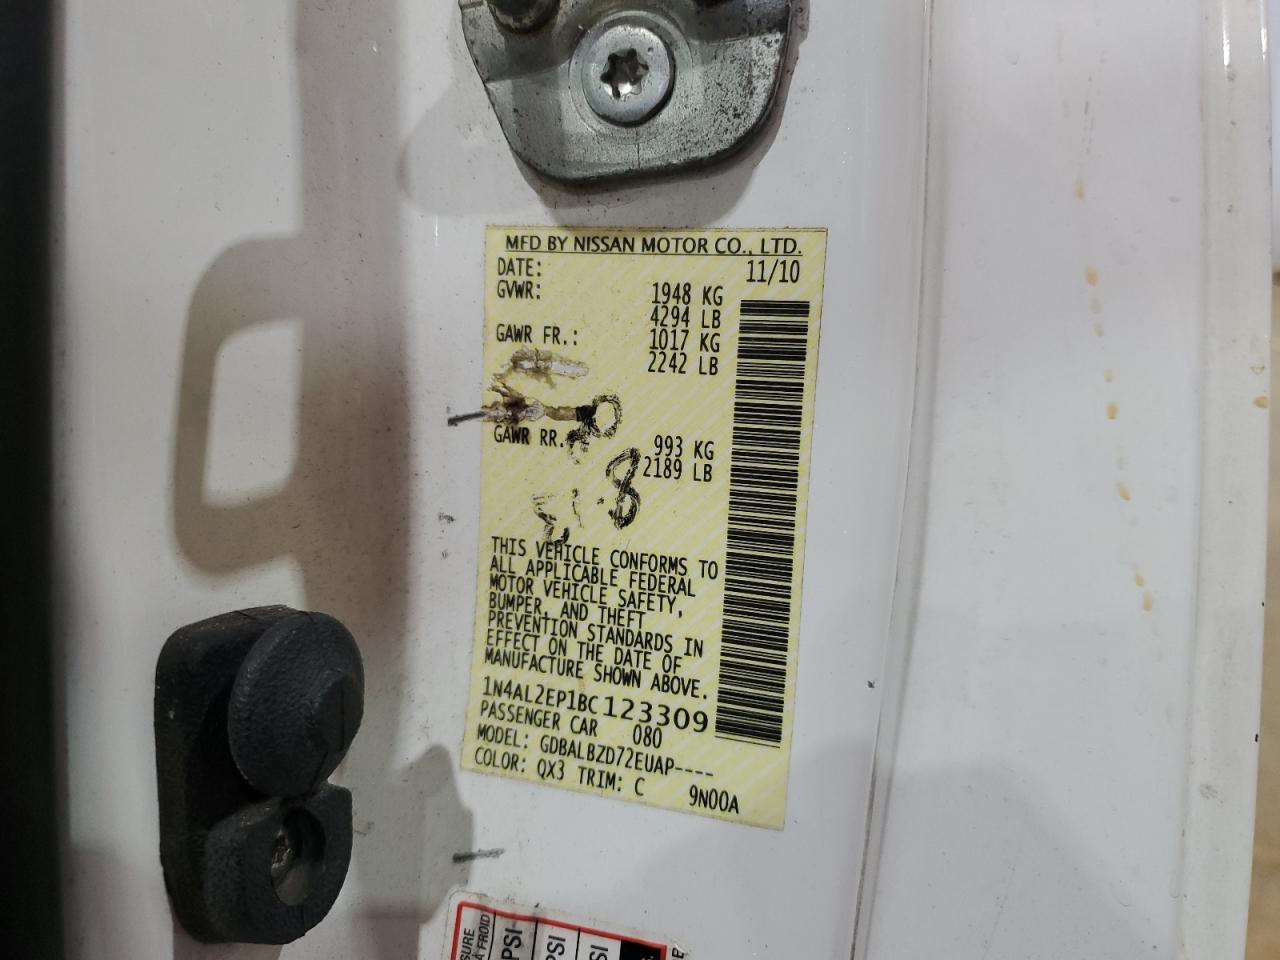 MFD BY NISSAN MOTOR CO., LTD.
DATE: 11/10
GVWR: 1948 KG
4294 LB
GAWR FR.: 1017 KG
2242 LB
GAWR RR. 993 KG
2189 LB
THIS VEHICLE CONFORMS TO
ALL APPLICABLE FEDERAL
MOTOR VEHICLE SAFETY,
BUMPER, AND THEFT
PREVENTION STANDARDS IN
EFFECT ON THE DATE OF
MANUFACTURE SHOWN ABOVE.
1N4AL2EP1BC123309
PASSENGER CAR 080
MODEL: GDBALBZD72EUAP----
COLOR: QX3 TRIM: C 9N00A
À FROID
PSI
PSI